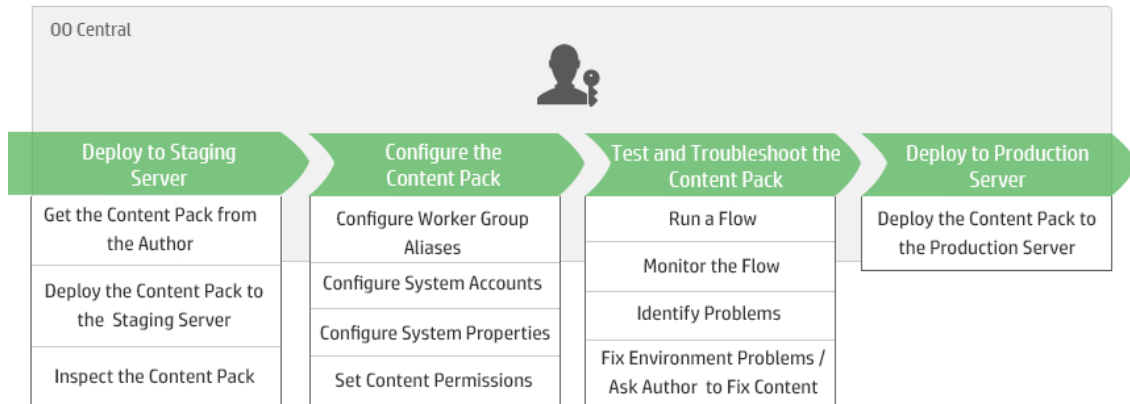 OO Central
Deploy to Staging
Server
Get the Content Pack from
the Author
Deploy the Content Pack to
the Staging Server
Inspect the Content Pack
Configure the
Content Pack
Configure Worker Group
Aliases
Configure System Accounts
Configure System Properties
Set Content Permissions
Test and Troubleshoot the
Content Pack
Run a Flow
Monitor the Flow
Identify Problems
Fix Environment Problems /
Ask Author to Fix Content
Deploy to Production
Server
Deploy the Content Pack to
the Production Server